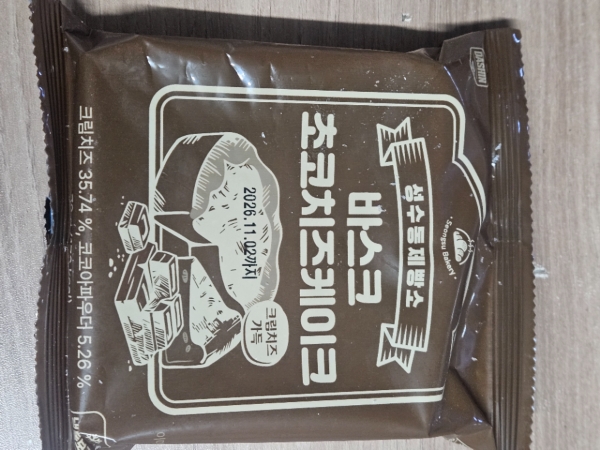 DASHIN
Seongsu Bakery
성수동제빵소
바스크
초코치즈케이크
크림치즈
가득
2026.11.02까지
크림치즈 35.74 %, 코코아파우더 5.26 %